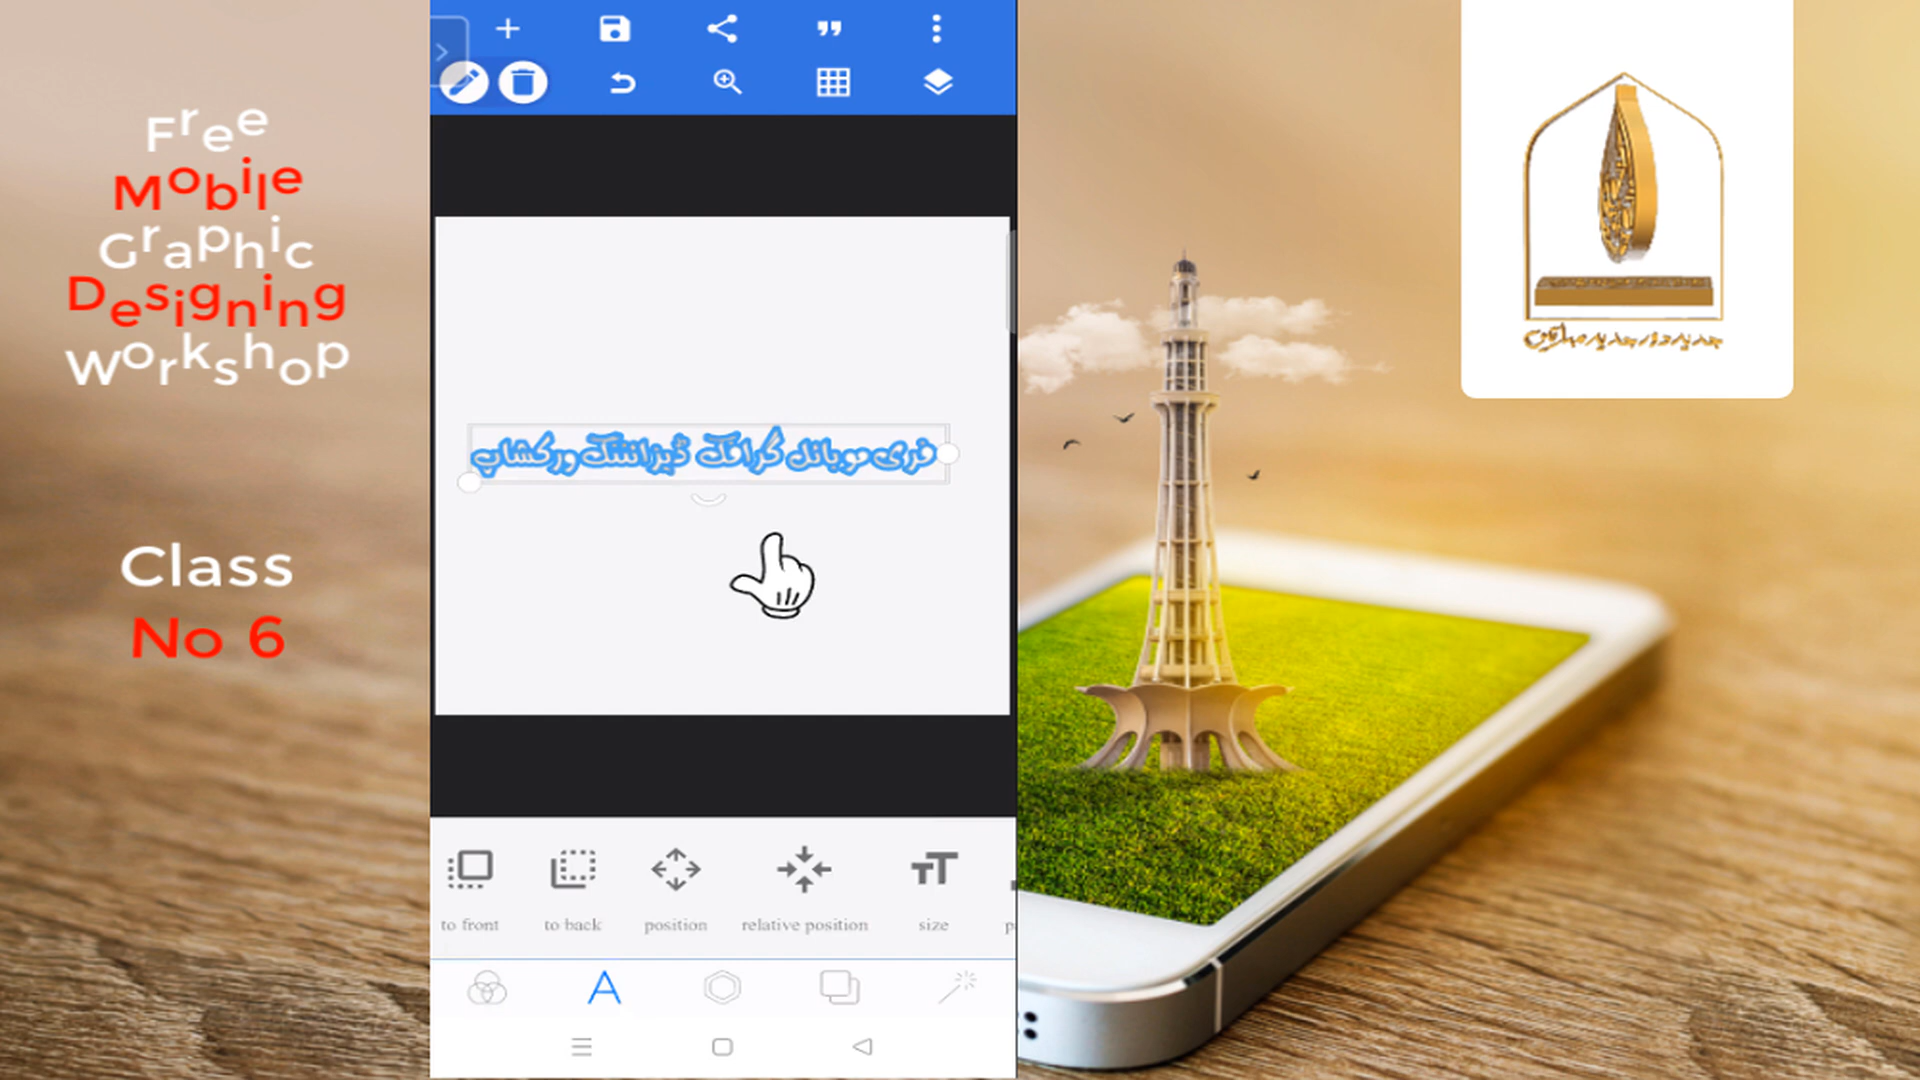 Free
Mobile
Graphic
Designing
Workshop
Class
No 6
فری موبائل گرافک ڈیزائننگ ورکشاپ
to front
to back
position
relative position
size